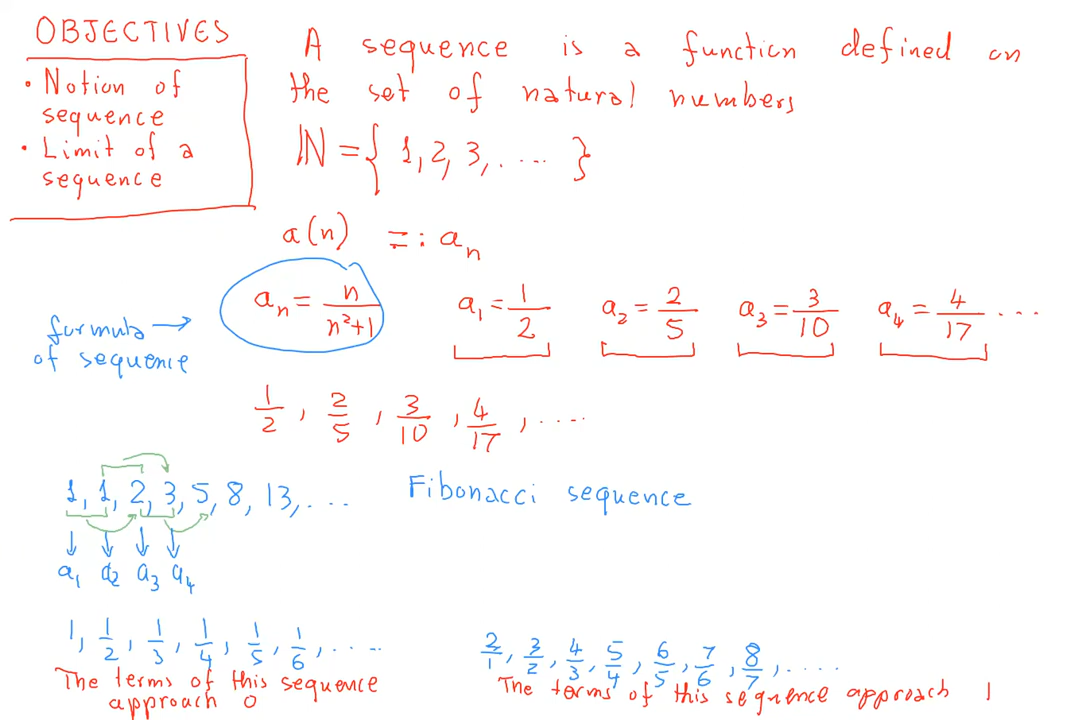 OBJECTIVES
• Notion of
sequence
• Limit of a
sequence
A sequence is a function defined on
the set of natural numbers
ℕ = { 1, 2, 3, .... }
a(n) =: aₙ
formula →
of sequence
aₙ = n/(n²+1)   a₁ = 1/2   a₂ = 2/5   a₃ = 3/10   a₄ = 4/17 ...
1/2, 2/5, 3/10, 4/17, ....
1, 1, 2, 3, 5, 8, 13, ...   Fibonacci sequence
a₁ a₂ a₃ a₄
1, 1/2, 1/3, 1/4, 1/5, 1/6, .....
The terms of this sequence
approach 0
2/1, 3/2, 4/3, 5/4, 6/5, 7/6, 8/7, ....
The terms of this sequence approach 1